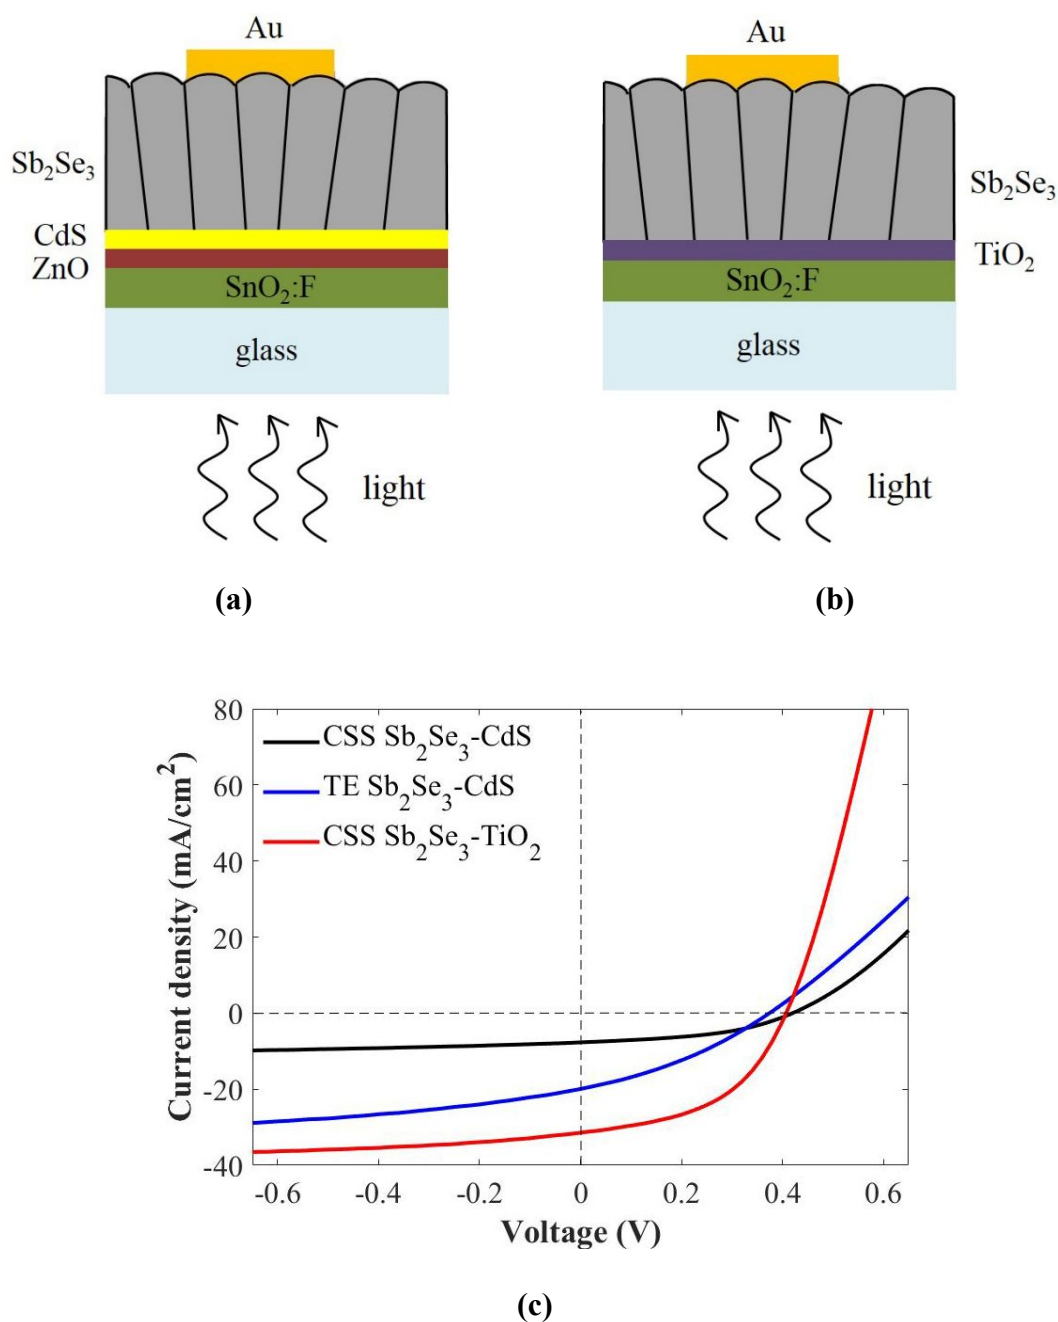 Au
Sb₂Se₃
CdS
ZnO
SnO₂:F
glass
light
(a)
Au
Sb₂Se₃
TiO₂
SnO₂:F
glass
light
(b)
80
60
40
20
0
-20
-40
Current density (mA/cm²)
CSS Sb₂Se₃-CdS
TE Sb₂Se₃-CdS
CSS Sb₂Se₃-TiO₂
-0.6 -0.4 -0.2 0 0.2 0.4 0.6
Voltage (V)
(c)